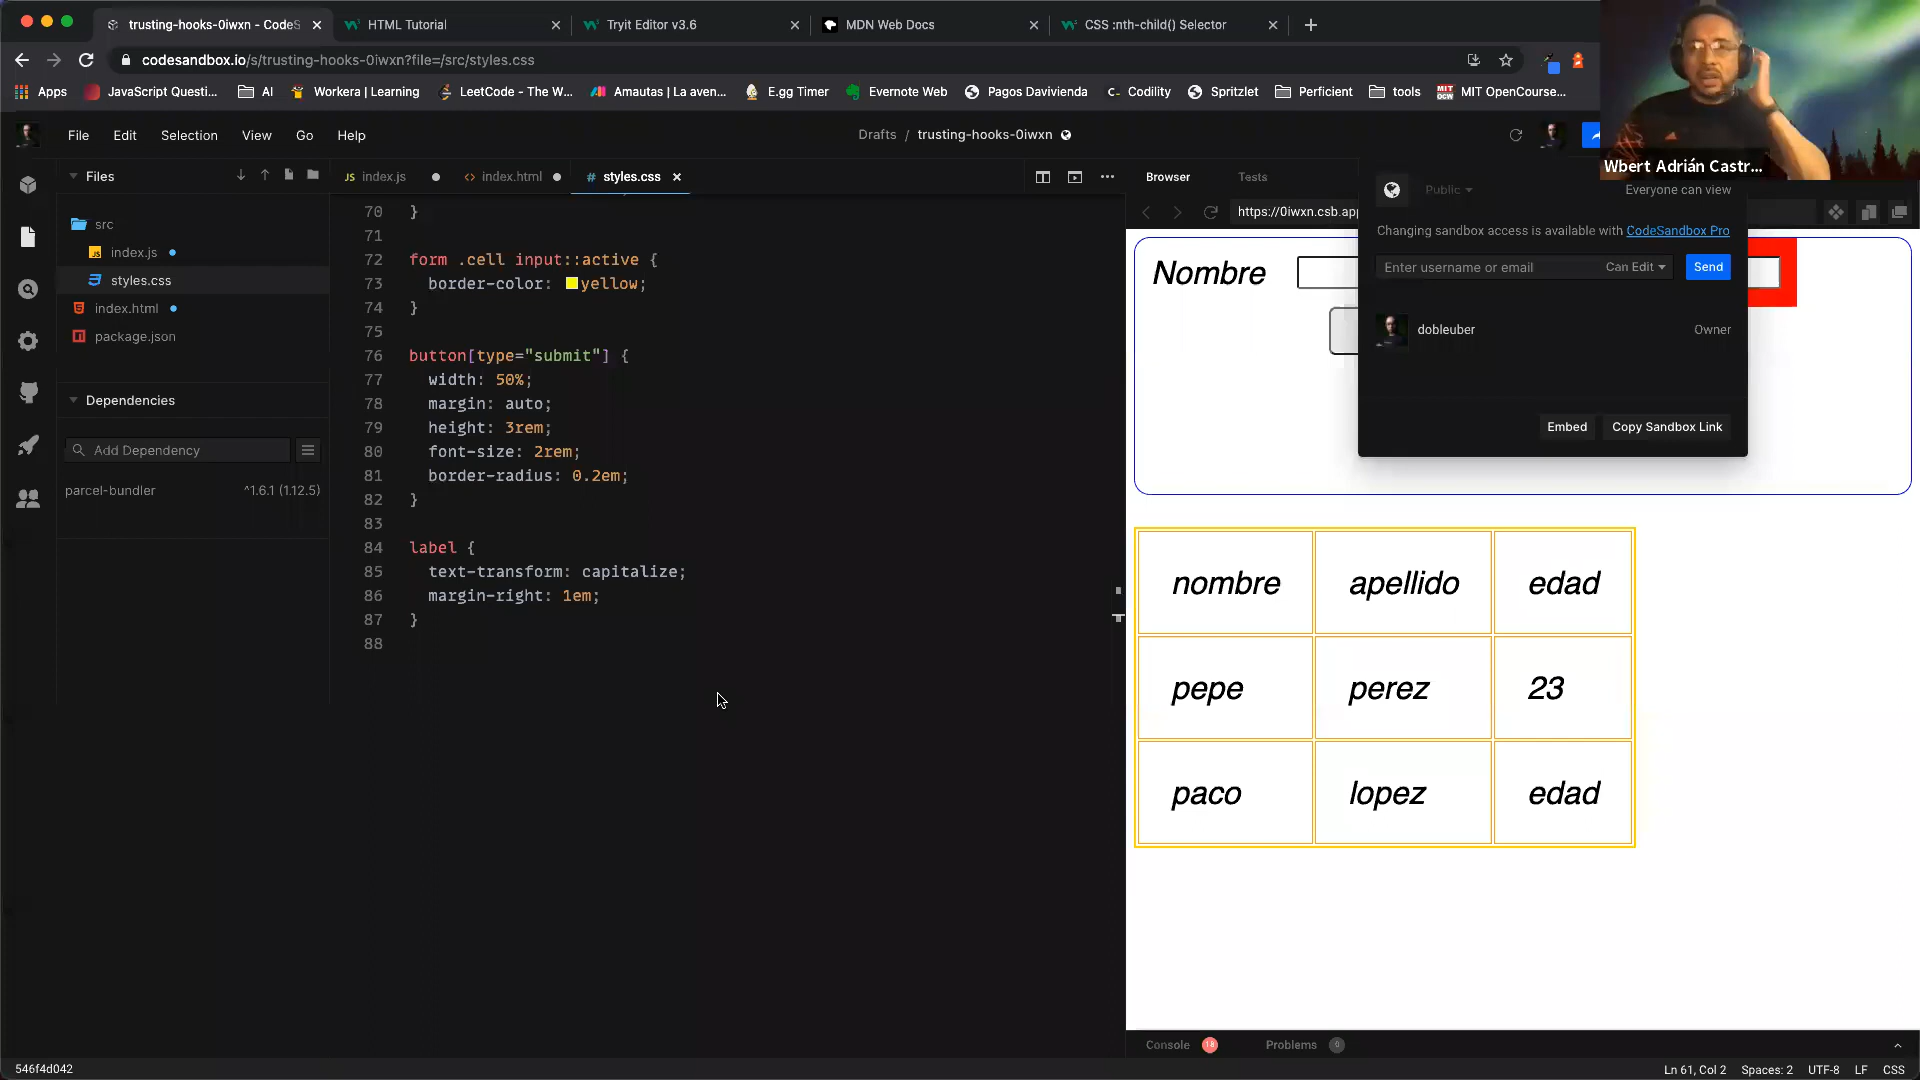 trusting-hooks-0iwxn - CodeS
HTML Tutorial
Tryit Editor v3.6
MDN Web Docs
CSS :nth-child() Selector
codesandbox.io/s/trusting-hooks-0iwxn?file=/src/styles.css
Apps
JavaScript Questi...
AI
Workera | Learning
LeetCode - The W...
Amautas | La aven...
E.gg Timer
Evernote Web
Pagos Davivienda
Codility
Spritzlet
Perficient
tools
MIT OpenCourse...
Wbert Adrián Castr...
File
Edit
Selection
View
Go
Help
Drafts / trusting-hooks-0iwxn
Files
src
index.js
styles.css
index.html
package.json
Dependencies
Add Dependency
parcel-bundler ^1.6.1 (1.12.5)
JS index.js
<> index.html
# styles.css
70 }
71
72 form .cell input::active {
73 border-color: yellow;
74 }
75
76 button[type="submit"] {
77 width: 50%;
78 margin: auto;
79 height: 3rem;
80 font-size: 2rem;
81 border-radius: 0.2em;
82 }
83
84 label {
85 text-transform: capitalize;
86 margin-right: 1em;
87 }
88
Browser
Tests
https://0iwxn.csb.app
Public
Everyone can view
Changing sandbox access is available with CodeSandbox Pro
Enter username or email
Can Edit
Send
dobleuber
Owner
Embed
Copy Sandbox Link
Nombre
nombre apellido edad
pepe perez 23
paco lopez edad
Console 18
Problems 0
546f4d042
Ln 61, Col 2
Spaces: 2
UTF-8
LF
CSS